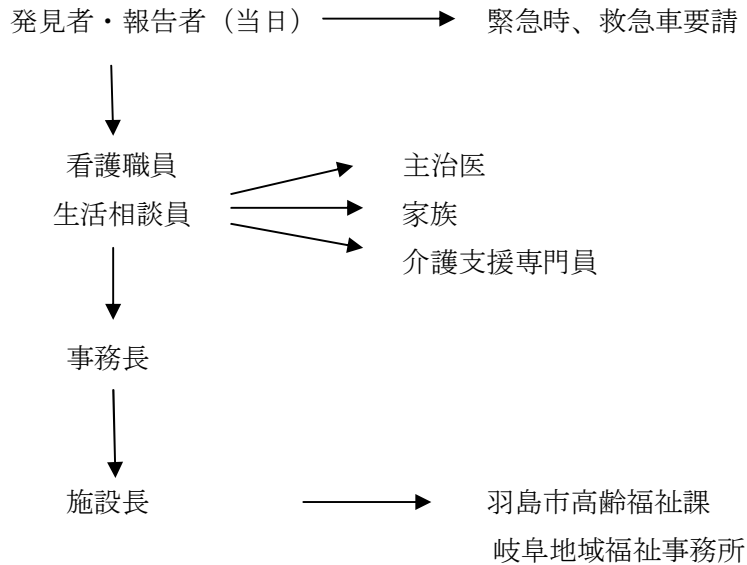 発見者・報告者（当日）
緊急時、救急車要請
看護職員
主治医
生活相談員
家族
介護支援専門員
事務長
施設長
羽島市高齢福祉課
岐阜地域福祉事務所